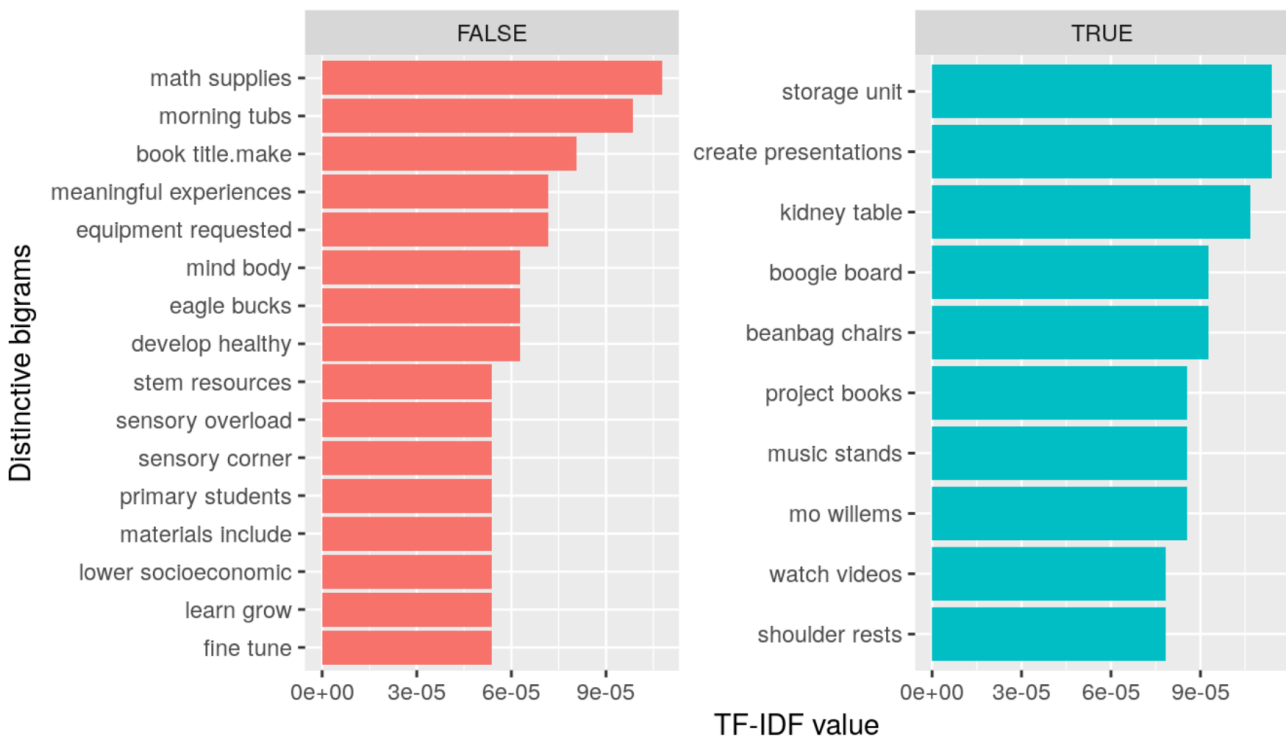 FALSE
TRUE
Distinctive bigrams
math supplies
morning tubs
book title.make
meaningful experiences
equipment requested
mind body
eagle bucks
develop healthy
stem resources
sensory overload
sensory corner
primary students
materials include
lower socioeconomic
learn grow
fine tune
0e+00 3e-05 6e-05 9e-05
storage unit
create presentations
kidney table
boogie board
beanbag chairs
project books
music stands
mo willems
watch videos
shoulder rests
0e+00 3e-05 6e-05 9e-05
TF-IDF value